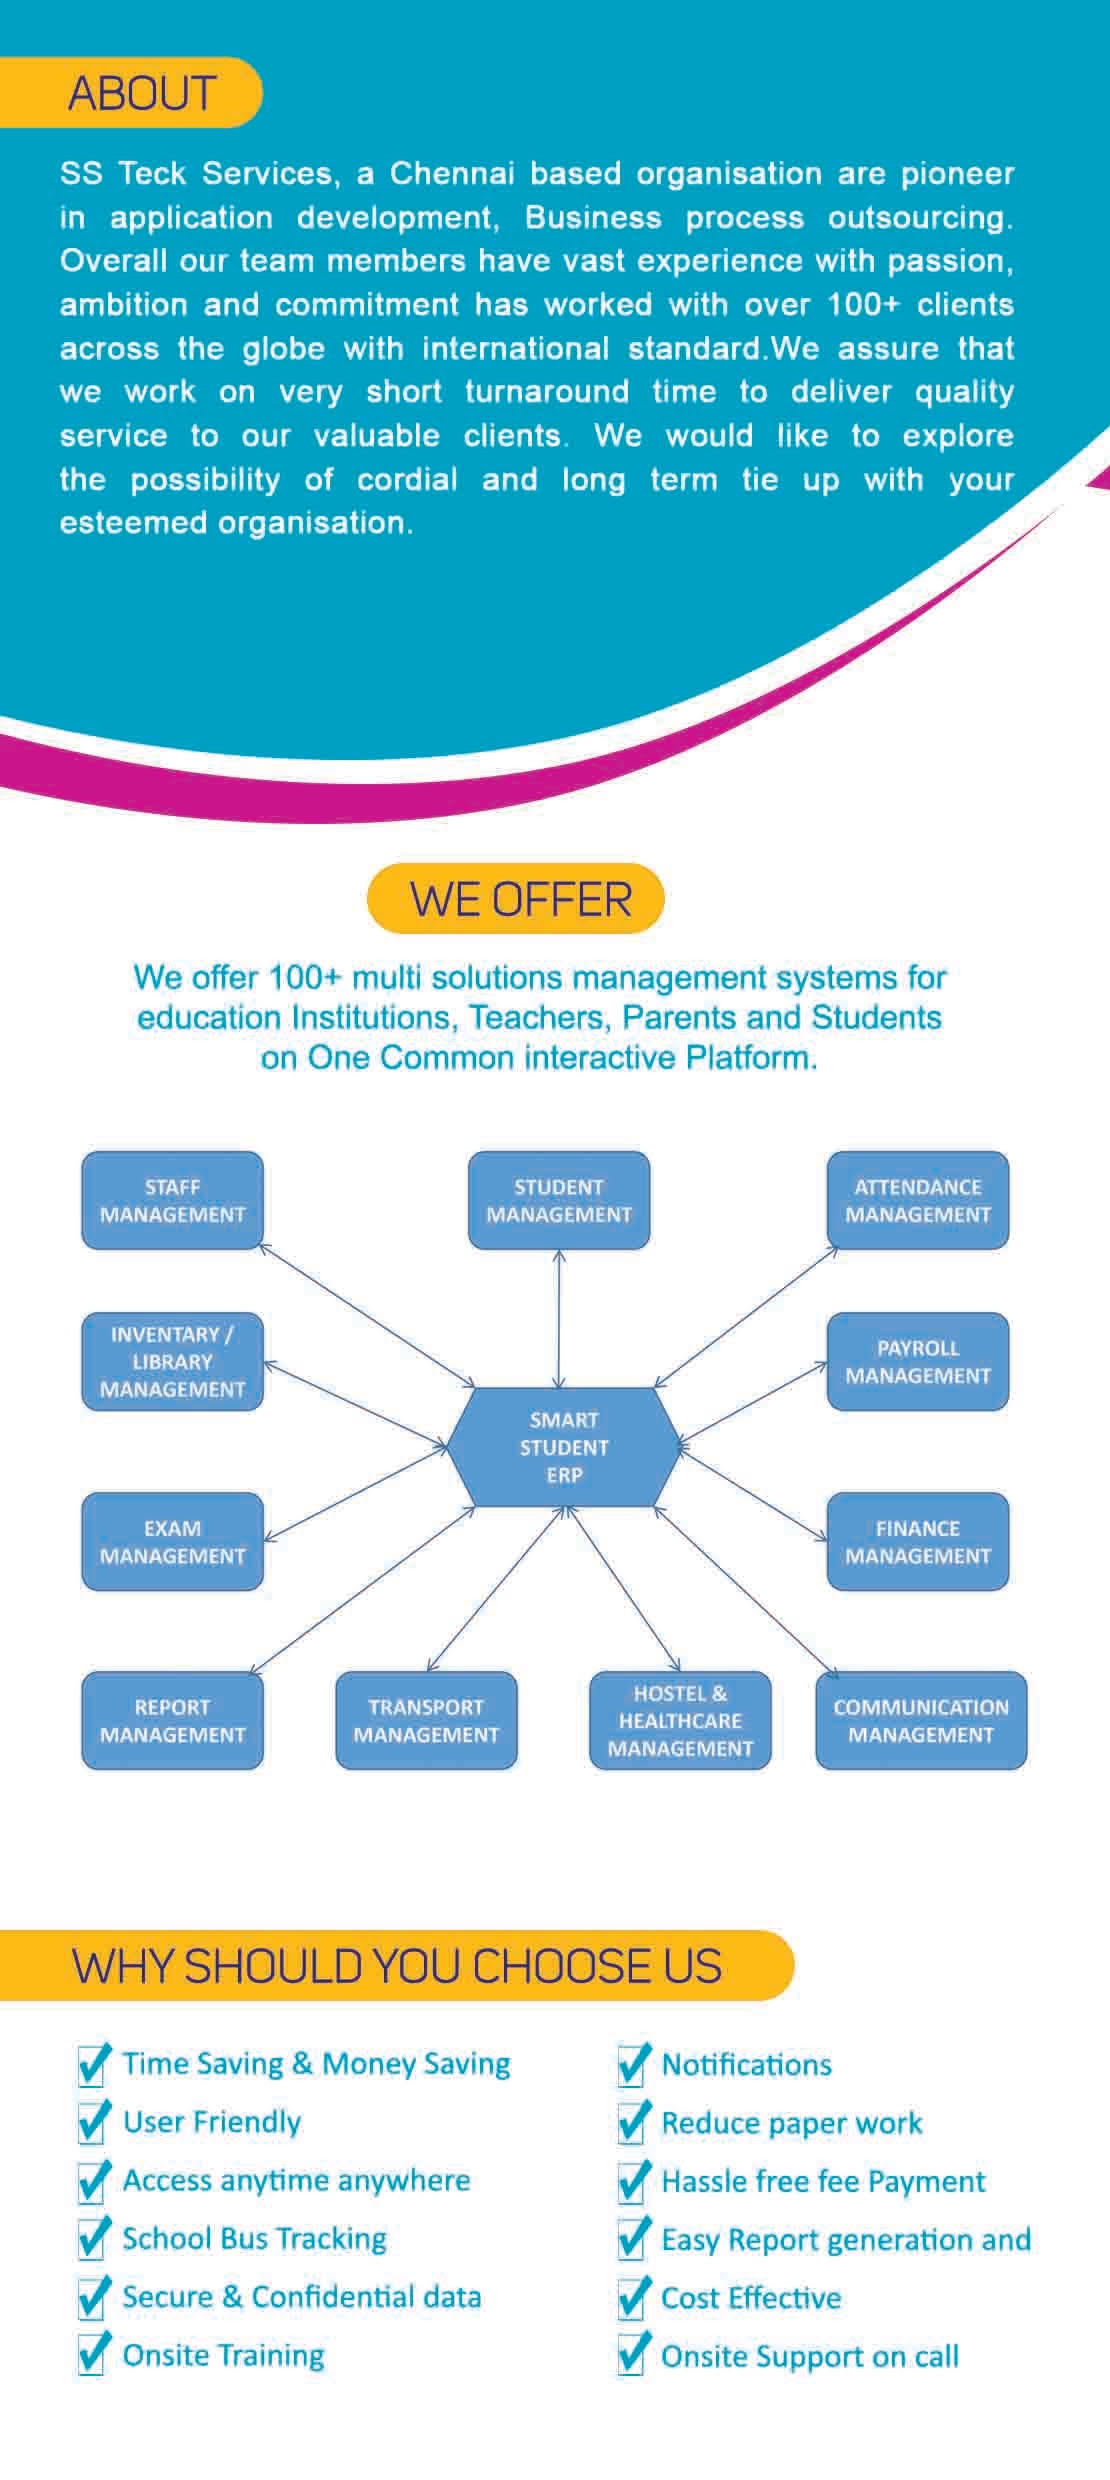 ABOUT
SS Teck Services, a Chennai based organisation are pioneer
in application development, Business process outsourcing.
Overall our team members have vast experience with passion,
ambition and commitment has worked with over 100+ clients
across the globe with international standard.We assure that
we work on very short turnaround time to deliver quality
service to our valuable clients. We would like to explore
the possibility of cordial and long term tie up with your
esteemed organisation.
WE OFFER
We offer 100+ multi solutions management systems for
education Institutions, Teachers, Parents and Students
on One Common interactive Platform.
STAFF
MANAGEMENT
STUDENT
MANAGEMENT
ATTENDANCE
MANAGEMENT
INVENTARY /
LIBRARY
MANAGEMENT
PAYROLL
MANAGEMENT
SMART
STUDENT
ERP
EXAM
MANAGEMENT
FINANCE
MANAGEMENT
REPORT
MANAGEMENT
TRANSPORT
MANAGEMENT
HOSTEL &
HEALTHCARE
MANAGEMENT
COMMUNICATION
MANAGEMENT
WHY SHOULD YOU CHOOSE US
Time Saving & Money Saving
User Friendly
Access anytime anywhere
School Bus Tracking
Secure & Confidential data
Onsite Training
Notifications
Reduce paper work
Hassle free fee Payment
Easy Report generation and
Cost Effective
Onsite Support on call